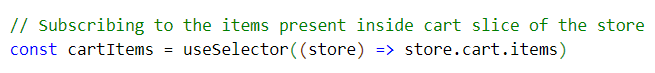 // Subscribing to the items present inside cart slice of the store
const cartItems = useSelector((store) => store.cart.items)